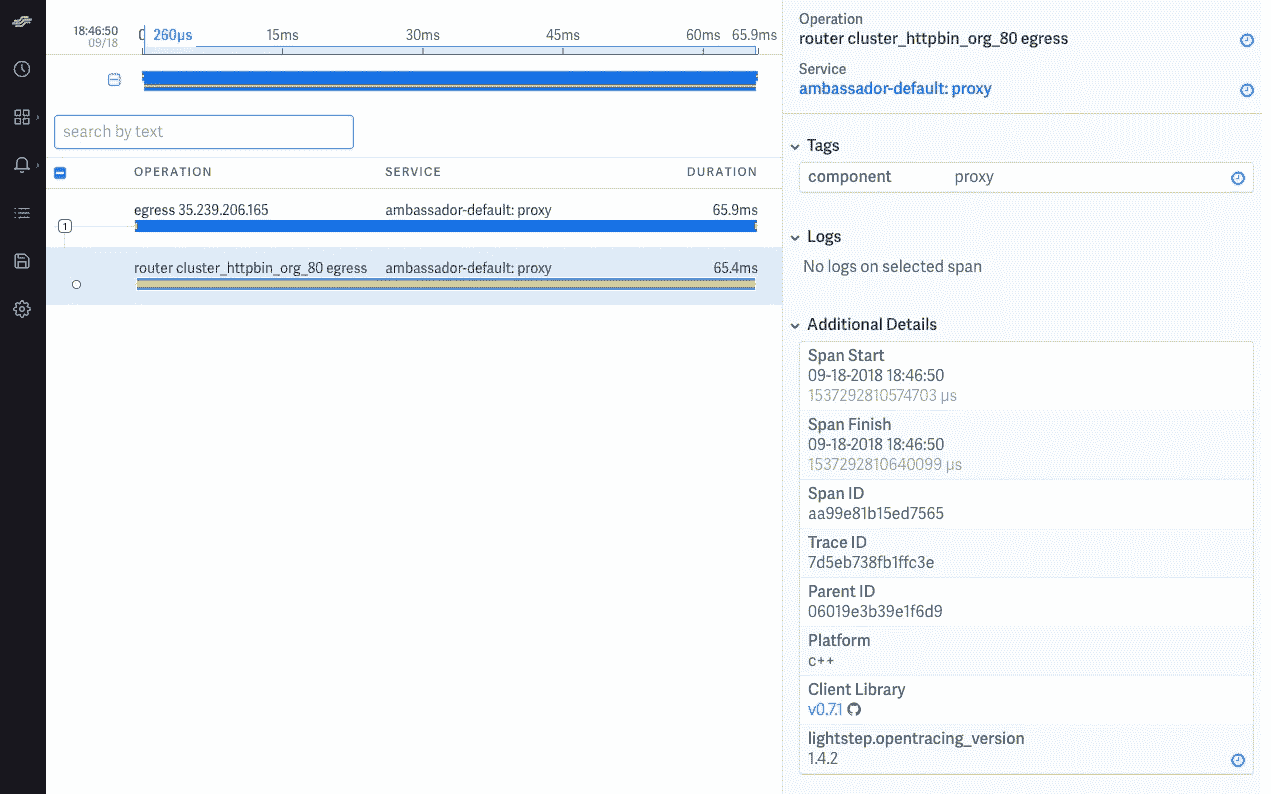 18:46:50
09/18
0
260µs
15ms
30ms
45ms
60ms
65.9ms
search by text
OPERATION SERVICE DURATION
egress 35.239.206.165 ambassador-default: proxy 65.9ms
1
router cluster_httpbin_org_80 egress ambassador-default: proxy 65.4ms
Operation
router cluster_httpbin_org_80 egress
Service
ambassador-default: proxy
Tags
component proxy
Logs
No logs on selected span
Additional Details
Span Start
09-18-2018 18:46:50
1537292810574703 µs
Span Finish
09-18-2018 18:46:50
1537292810640099 µs
Span ID
aa99e81b15ed7565
Trace ID
7d5eb738fb1ffc3e
Parent ID
06019e3b39e1f6d9
Platform
c++
Client Library
v0.7.1
lightstep.opentracing_version
1.4.2